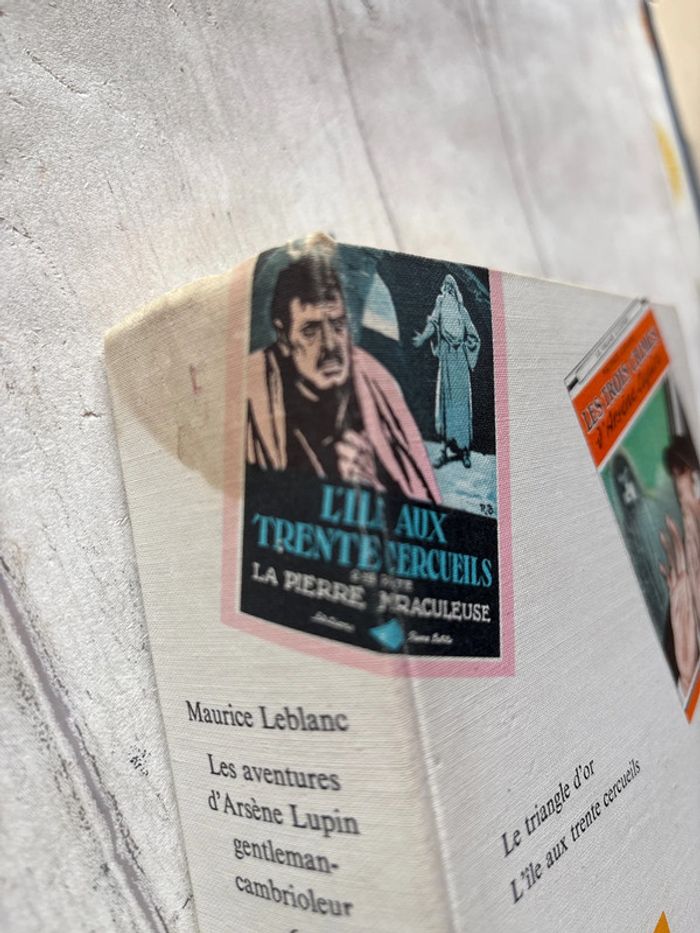 L'ILE AUX
TRENTE CERCUEILS
LA PIERRE MIRACULEUSE
R.B
Maurice Leblanc
Les aventures
d'Arsène Lupin
gentleman-
cambrioleur
LES TROIS CRIMES
d'Arsène Lupin
Le triangle d'or
L'île aux trente cercueils